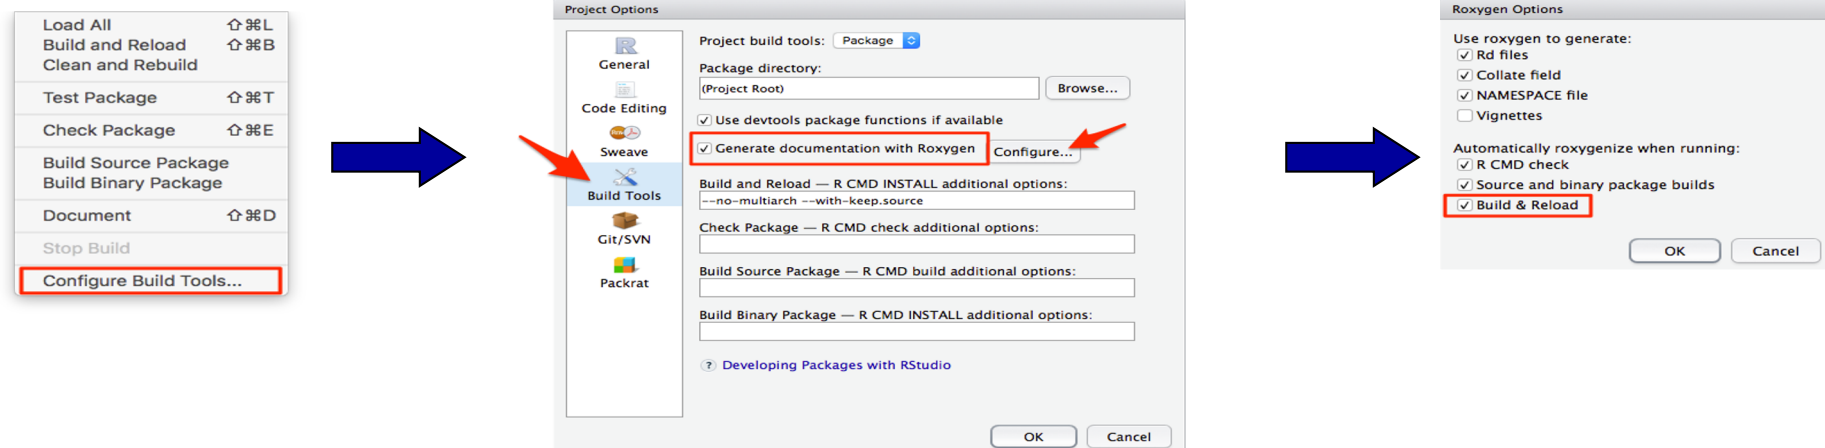 Load All ⇧⌘L
Build and Reload ⇧⌘B
Clean and Rebuild
Test Package ⇧⌘T
Check Package ⇧⌘E
Build Source Package
Build Binary Package
Document ⇧⌘D
Stop Build
Configure Build Tools...
Project Options
General
Code Editing
Sweave
Build Tools
Git/SVN
Packrat
Project build tools: Package
Package directory:
(Project Root) Browse...
Use devtools package functions if available
Generate documentation with Roxygen Configure...
Build and Reload — R CMD INSTALL additional options:
--no-multiarch --with-keep.source
Check Package — R CMD check additional options:
Build Source Package — R CMD build additional options:
Build Binary Package — R CMD INSTALL additional options:
? Developing Packages with RStudio
OK Cancel
Roxygen Options
Use roxygen to generate:
Rd files
Collate field
NAMESPACE file
Vignettes
Automatically roxygenize when running:
R CMD check
Source and binary package builds
Build & Reload
OK Cancel